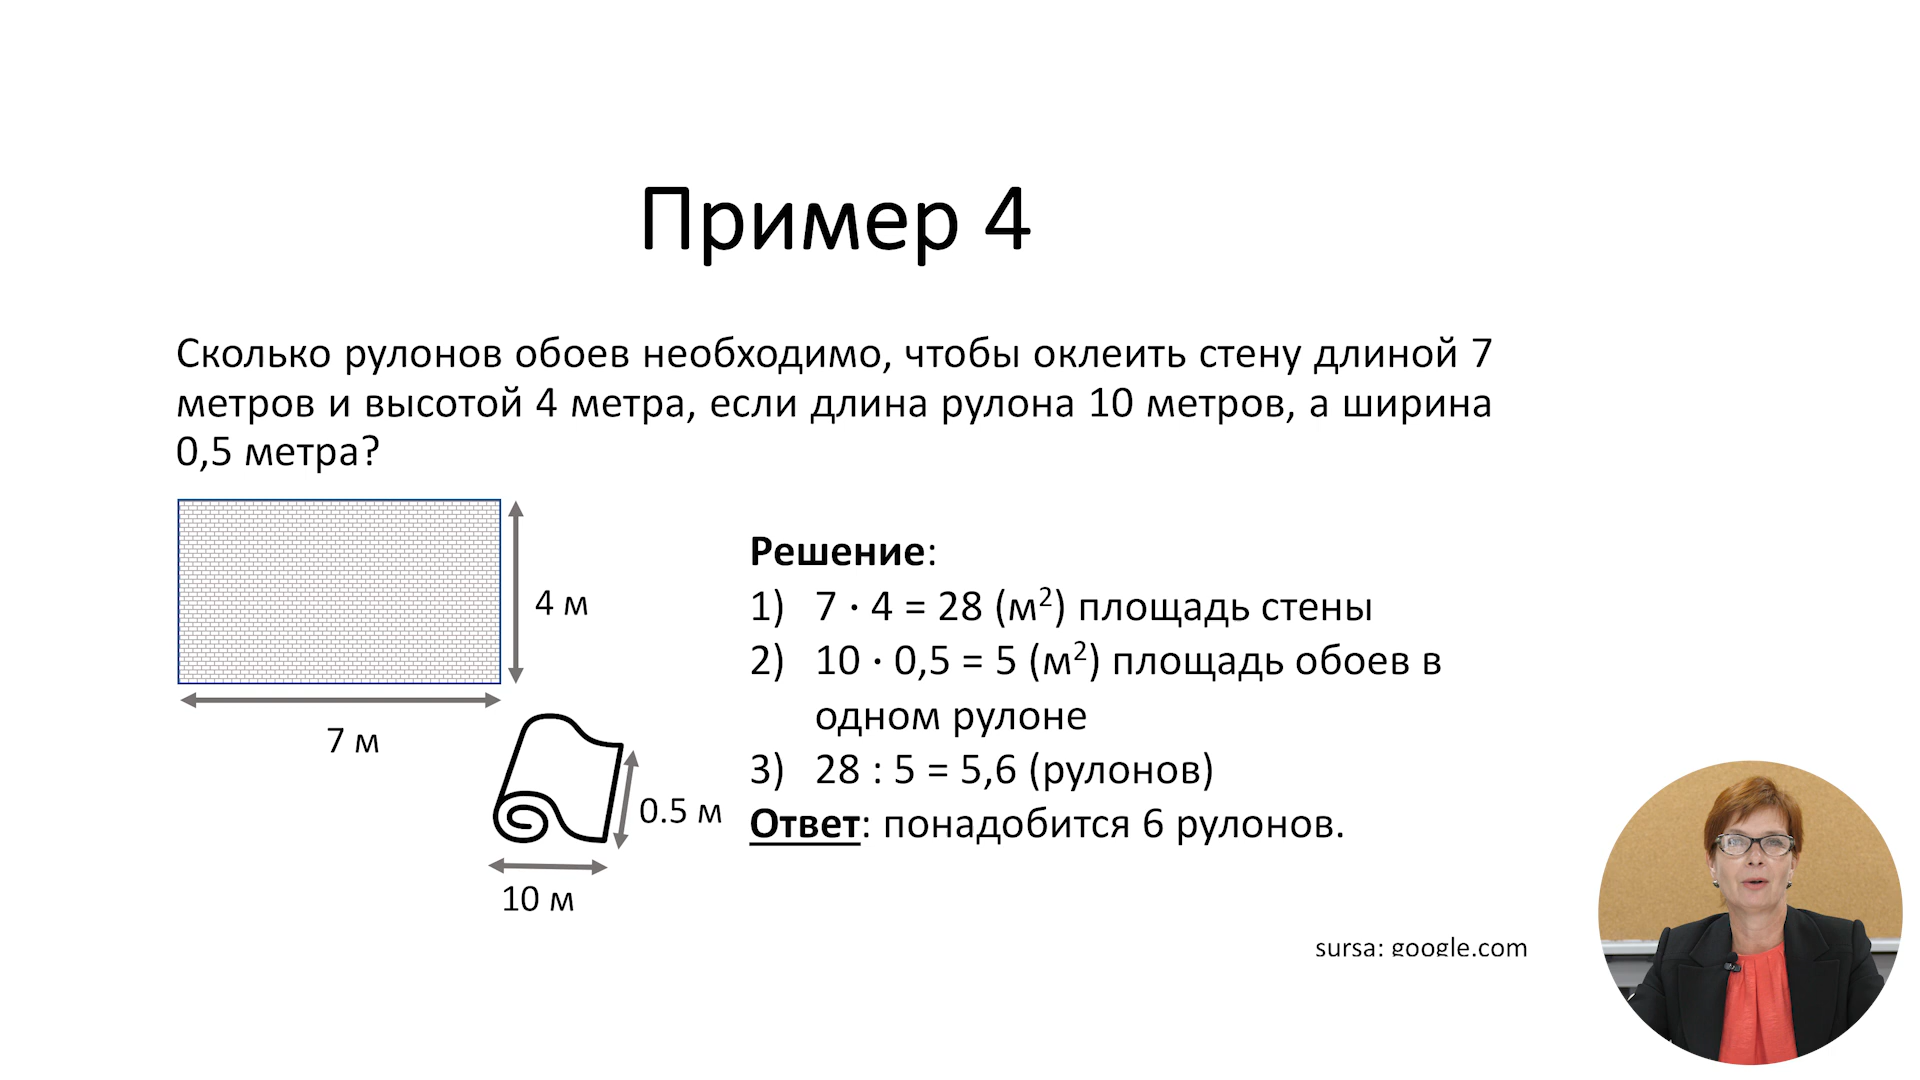 Пример 4
Сколько рулонов обоев необходимо, чтобы оклеить стену длиной 7
метров и высотой 4 метра, если длина рулона 10 метров, а ширина
0,5 метра?
4 м
7 м
0.5 м
10 м
Решение:
1) 7 · 4 = 28 (м²) площадь стены
2) 10 · 0,5 = 5 (м²) площадь обоев в
одном рулоне
3) 28 : 5 = 5,6 (рулонов)
Ответ: понадобится 6 рулонов.
sursa: google.com